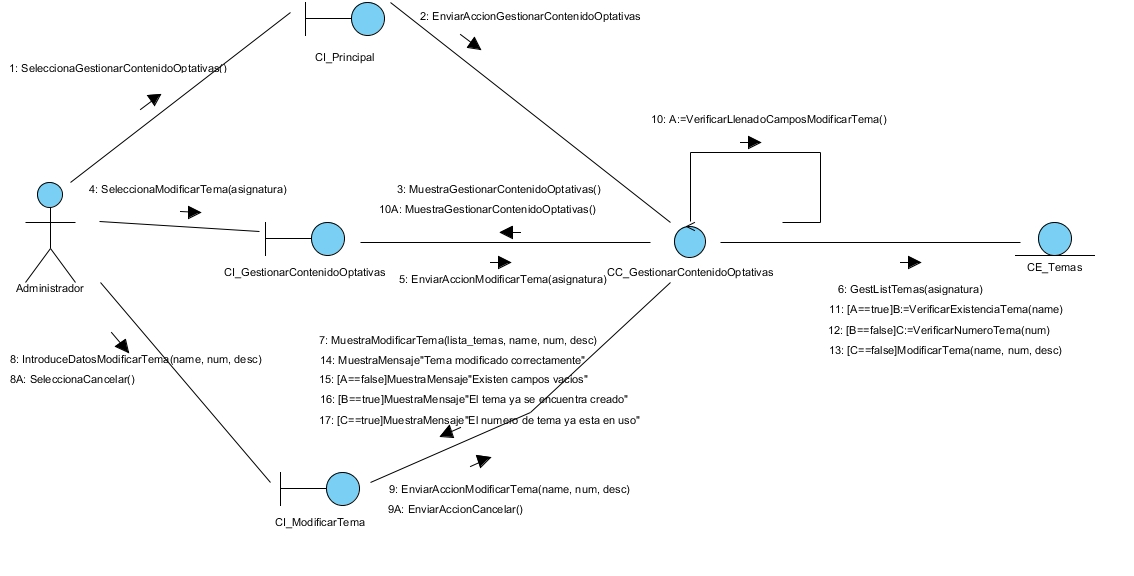 2: EnviarAccionGestionarContenidoOptativas
CI_Principal
1: SeleccionaGestionarContenidoOptativas()
10: A:=VerificarLlenadoCamposModificarTema()
4: SeleccionaModificarTema(asignatura)
3: MuestraGestionarContenidoOptativas()
10A: MuestraGestionarContenidoOptativas()
CI_GestionarContenidoOptativas
5: EnviarAccionModificarTema(asignatura)
CC_GestionarContenidoOptativas
CE_Temas
Administrador
6: GestListTemas(asignatura)
11: [A==true]B:=VerificarExistenciaTema(name)
12: [B==false]C:=VerificarNumeroTema(num)
13: [C==false]ModificarTema(name, num, desc)
8: IntroduceDatosModificarTema(name, num, desc)
8A: SeleccionaCancelar()
7: MuestraModificarTema(lista_temas, name, num, desc)
14: MuestraMensaje"Tema modificado correctamente"
15: [A==false]MuestraMensaje"Existen campos vacios"
16: [B==true]MuestraMensaje"El tema ya se encuentra creado"
17: [C==true]MuestraMensaje"El numero de tema ya esta en uso"
9: EnviarAccionModificarTema(name, num, desc)
9A: EnviarAccionCancelar()
CI_ModificarTema